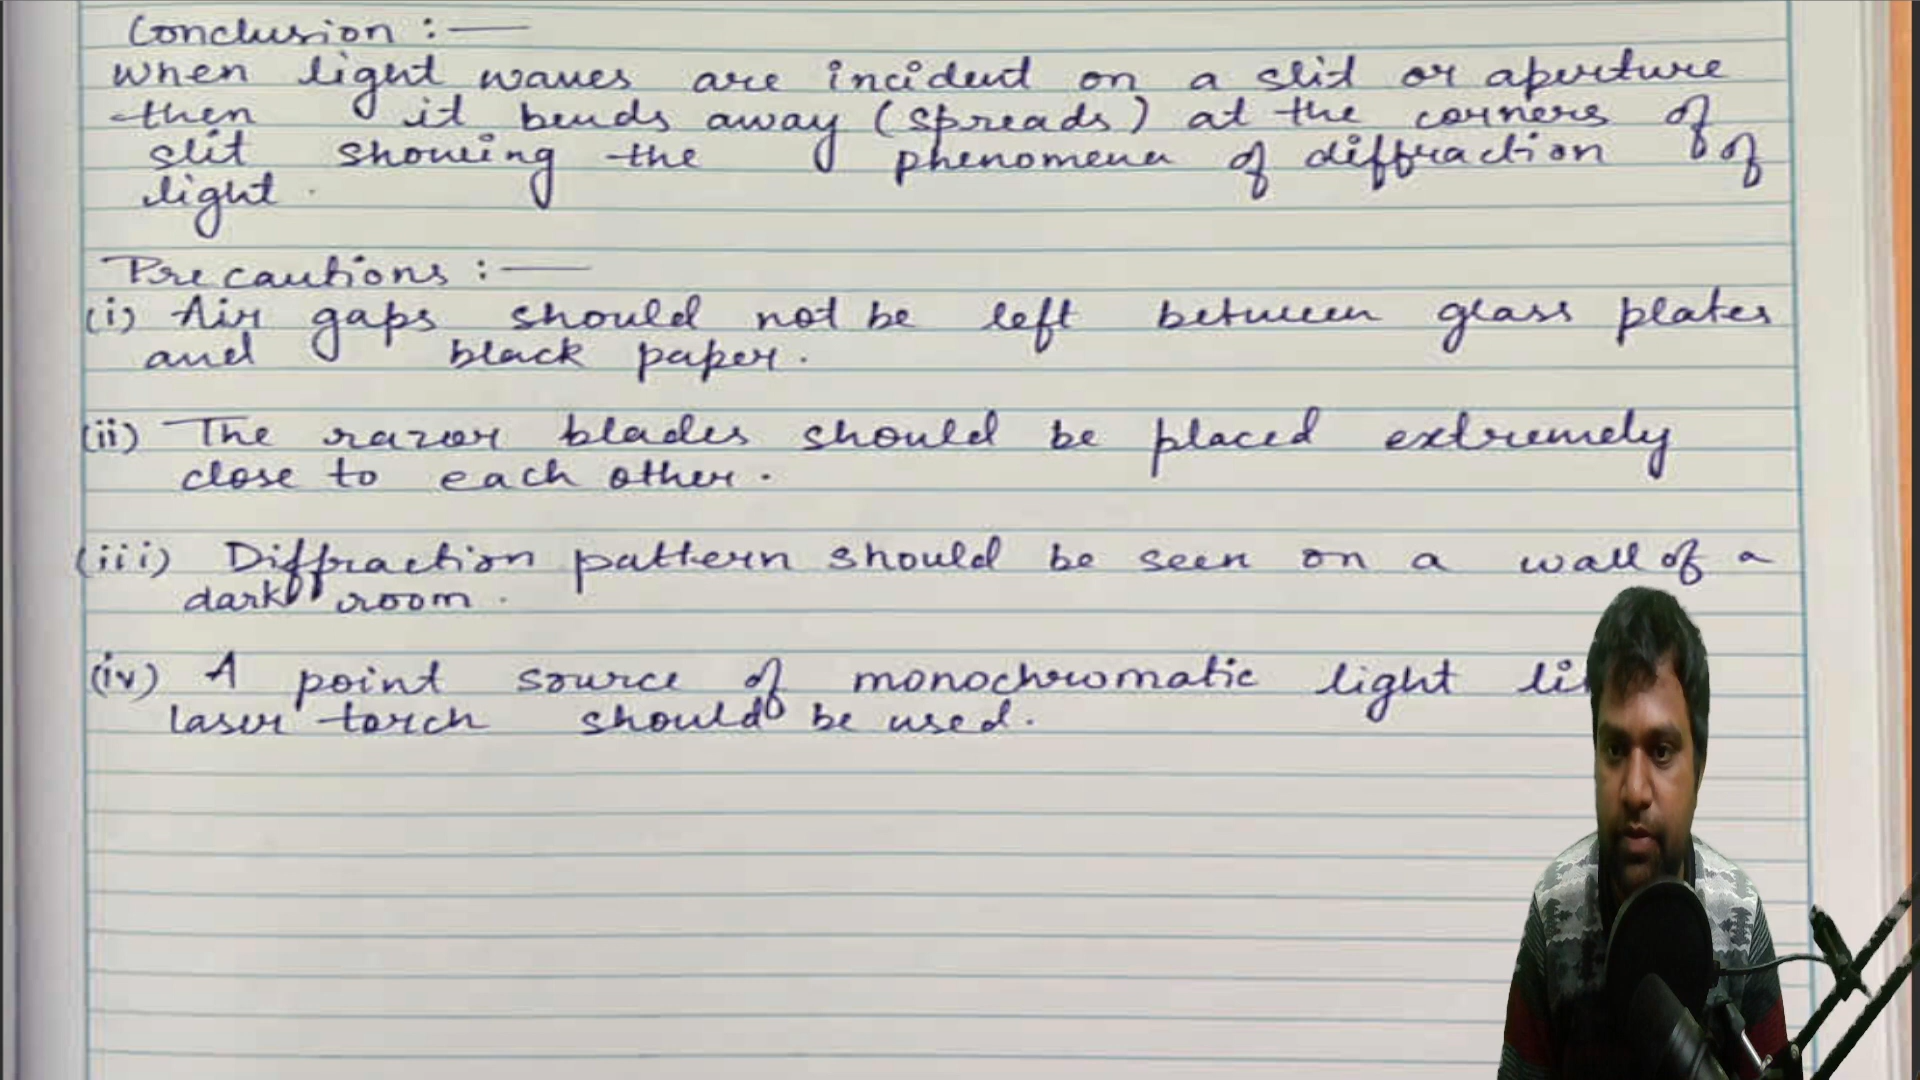 Conclusion :—
When light waves are incident on a slit or aperture
then it bends away (spreads) at the corners of
slit showing the phenomena of diffraction of
light.
Precautions :—
(i) Air gaps should not be left between glass plates
and black paper.
(ii) The razor blades should be placed extremely
close to each other.
(iii) Diffraction pattern should be seen on a wall of a
dark room.
(iv) A point source of monochromatic light
laser torch should be used.